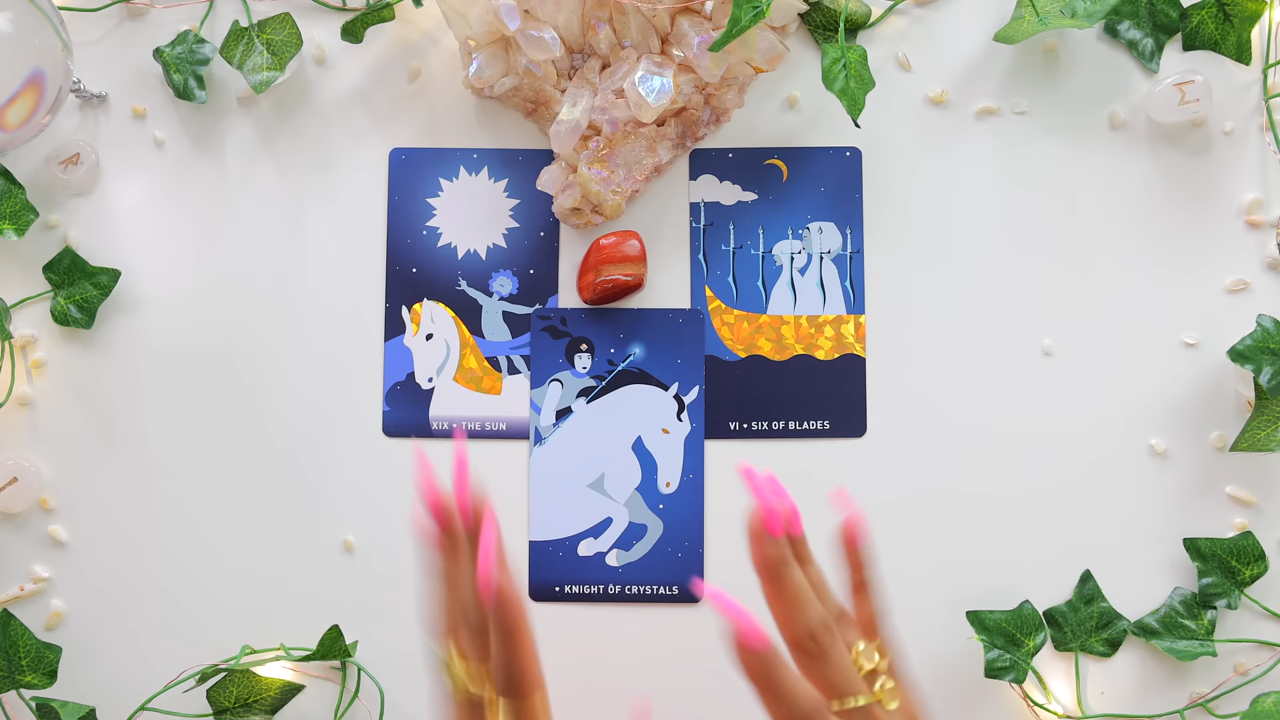 XIX ♥ THE SUN
VI ♥ SIX OF BLADES
♥ KNIGHT OF CRYSTALS